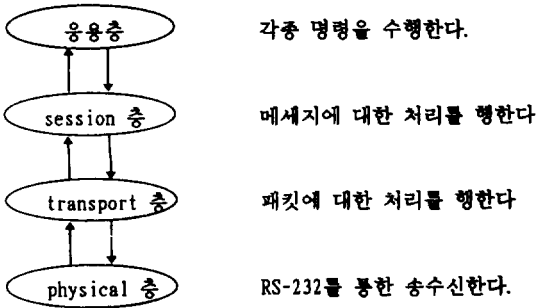 응용층 각종 명령을 수행한다.
session 층 메세지에 대한 처리를 행한다
transport 층 패킷에 대한 처리를 행한다
physical 층 RS-232를 통한 송수신한다.